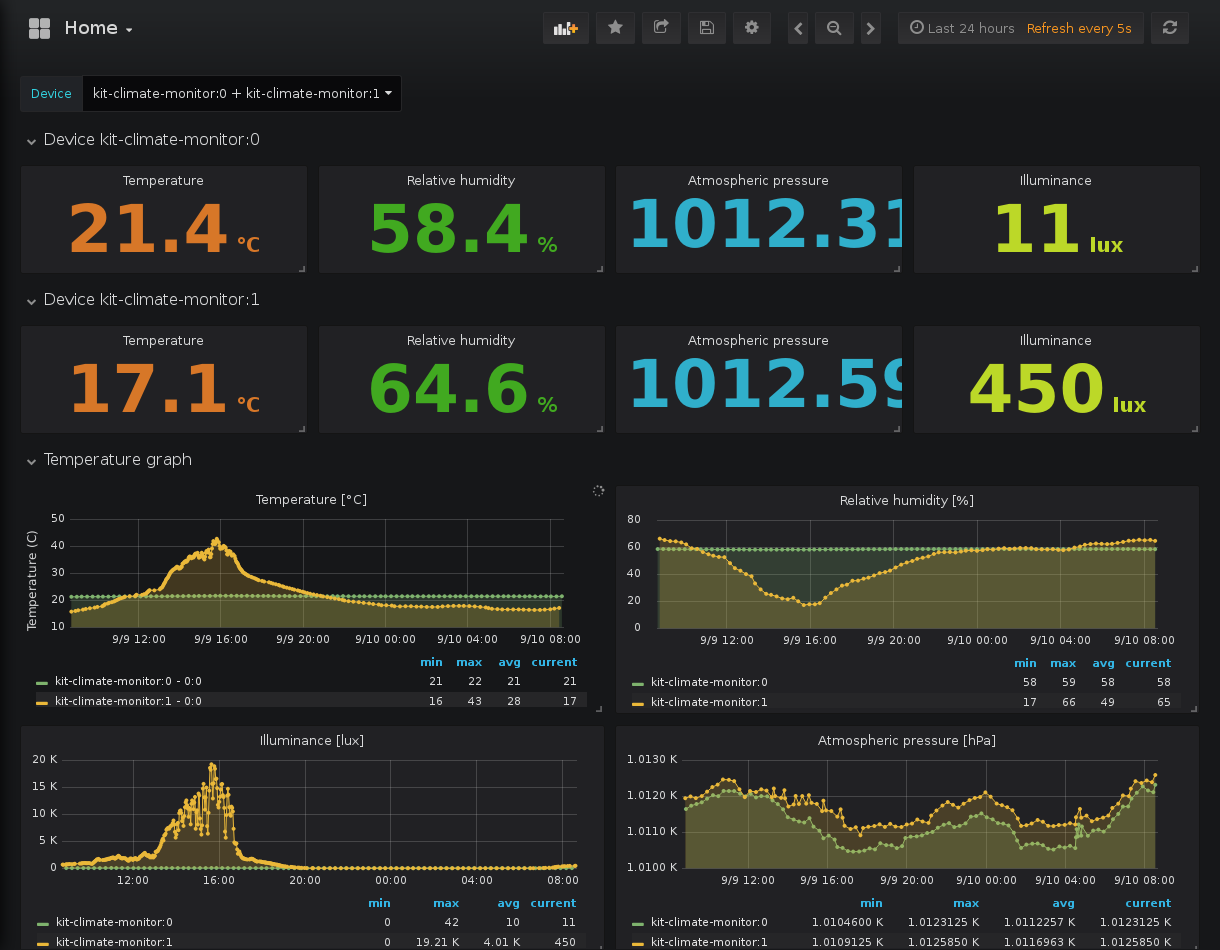 Home
Last 24 hours Refresh every 5s
Device kit-climate-monitor:0 + kit-climate-monitor:1
Device kit-climate-monitor:0
Temperature Relative humidity Atmospheric pressure Illuminance
21.4 °C 58.4 % 1012.31 11 lux
Device kit-climate-monitor:1
Temperature Relative humidity Atmospheric pressure Illuminance
17.1 °C 64.6 % 1012.59 450 lux
Temperature graph
Temperature [°C]
Temperature (C)
50
40
30
20
10
9/9 12:00 9/9 16:00 9/9 20:00 9/10 00:00 9/10 04:00 9/10 08:00
min max avg current
kit-climate-monitor:0 - 0:0 21 22 21 21
kit-climate-monitor:1 - 0:0 16 43 28 17
Relative humidity [%]
80
60
40
20
0
9/9 12:00 9/9 16:00 9/9 20:00 9/10 00:00 9/10 04:00 9/10 08:00
min max avg current
kit-climate-monitor:0 58 59 58 58
kit-climate-monitor:1 17 66 49 65
Illuminance [lux]
20 K
15 K
10 K
5 K
0
12:00 16:00 20:00 00:00 04:00 08:00
min max avg current
kit-climate-monitor:0 0 42 10 11
kit-climate-monitor:1 0 19.21 K 4.01 K 450
Atmospheric pressure [hPa]
1.0130 K
1.0120 K
1.0110 K
1.0100 K
9/9 12:00 9/9 16:00 9/9 20:00 9/10 00:00 9/10 04:00 9/10 08:00
min max avg current
kit-climate-monitor:0 1.0104600 K 1.0123125 K 1.0112257 K 1.0123125 K
kit-climate-monitor:1 1.0109125 K 1.0125850 K 1.0116963 K 1.0125850 K